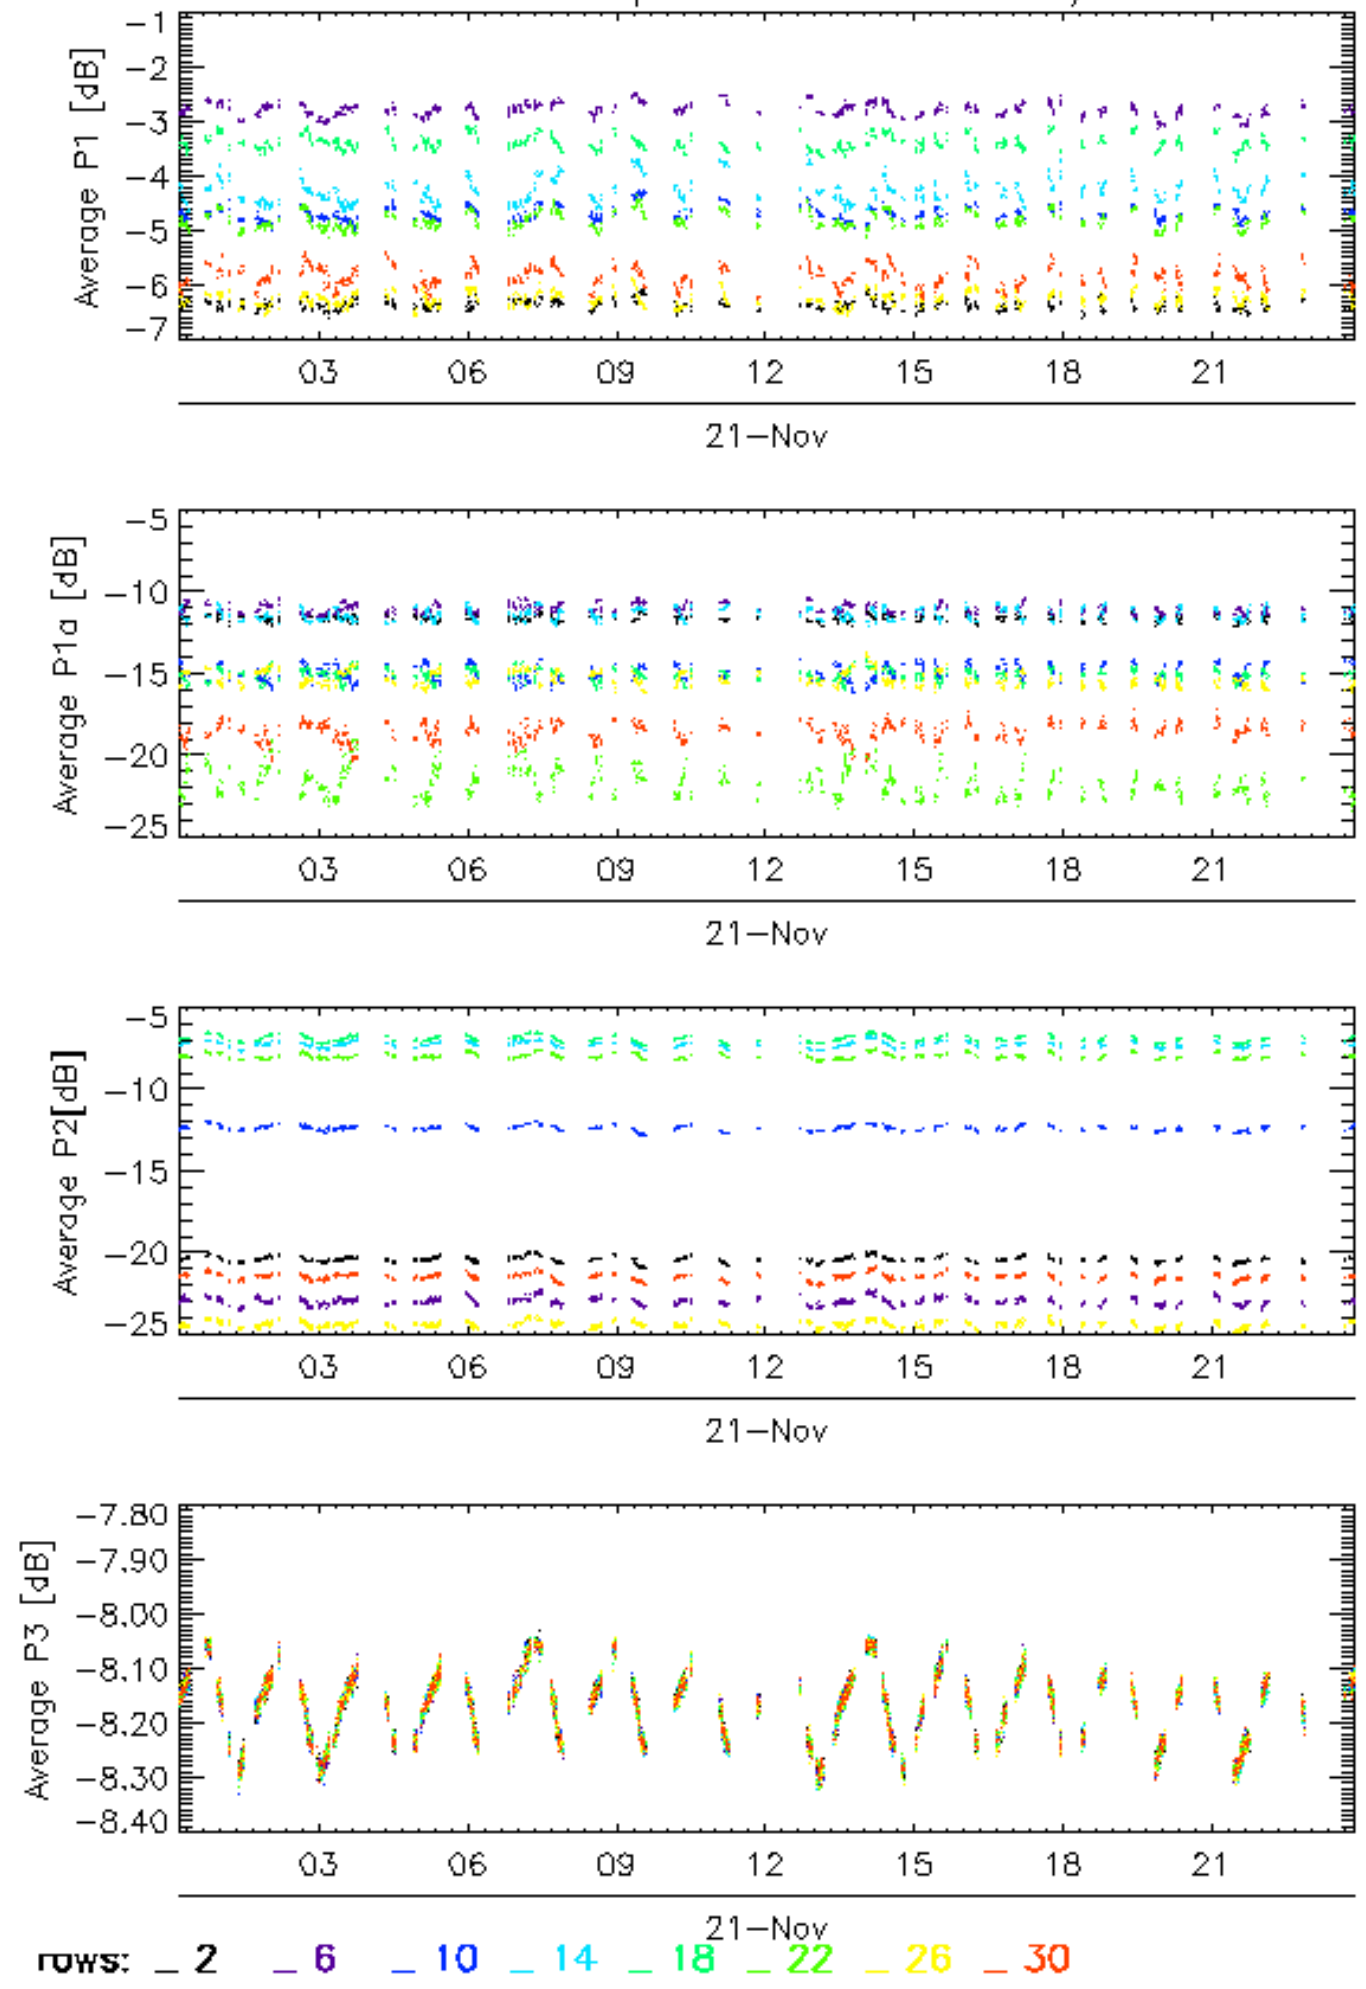 -1
-2
-3
-4
-5
-6
-7
Average P1 [dB]
03 06 09 12 15 18 21
21-Nov
-5
-10
-15
-20
-25
Average P1a [dB]
03 06 09 12 15 18 21
21-Nov
-5
-10
-15
-20
-25
Average P2[dB]
03 06 09 12 15 18 21
21-Nov
-7.80
-7.90
-8.00
-8.10
-8.20
-8.30
-8.40
Average P3 [dB]
03 06 09 12 15 18 21
21-Nov
rows: _ 2 _ 6 _ 10 _ 14 _ 18 _ 22 _ 26 _ 30